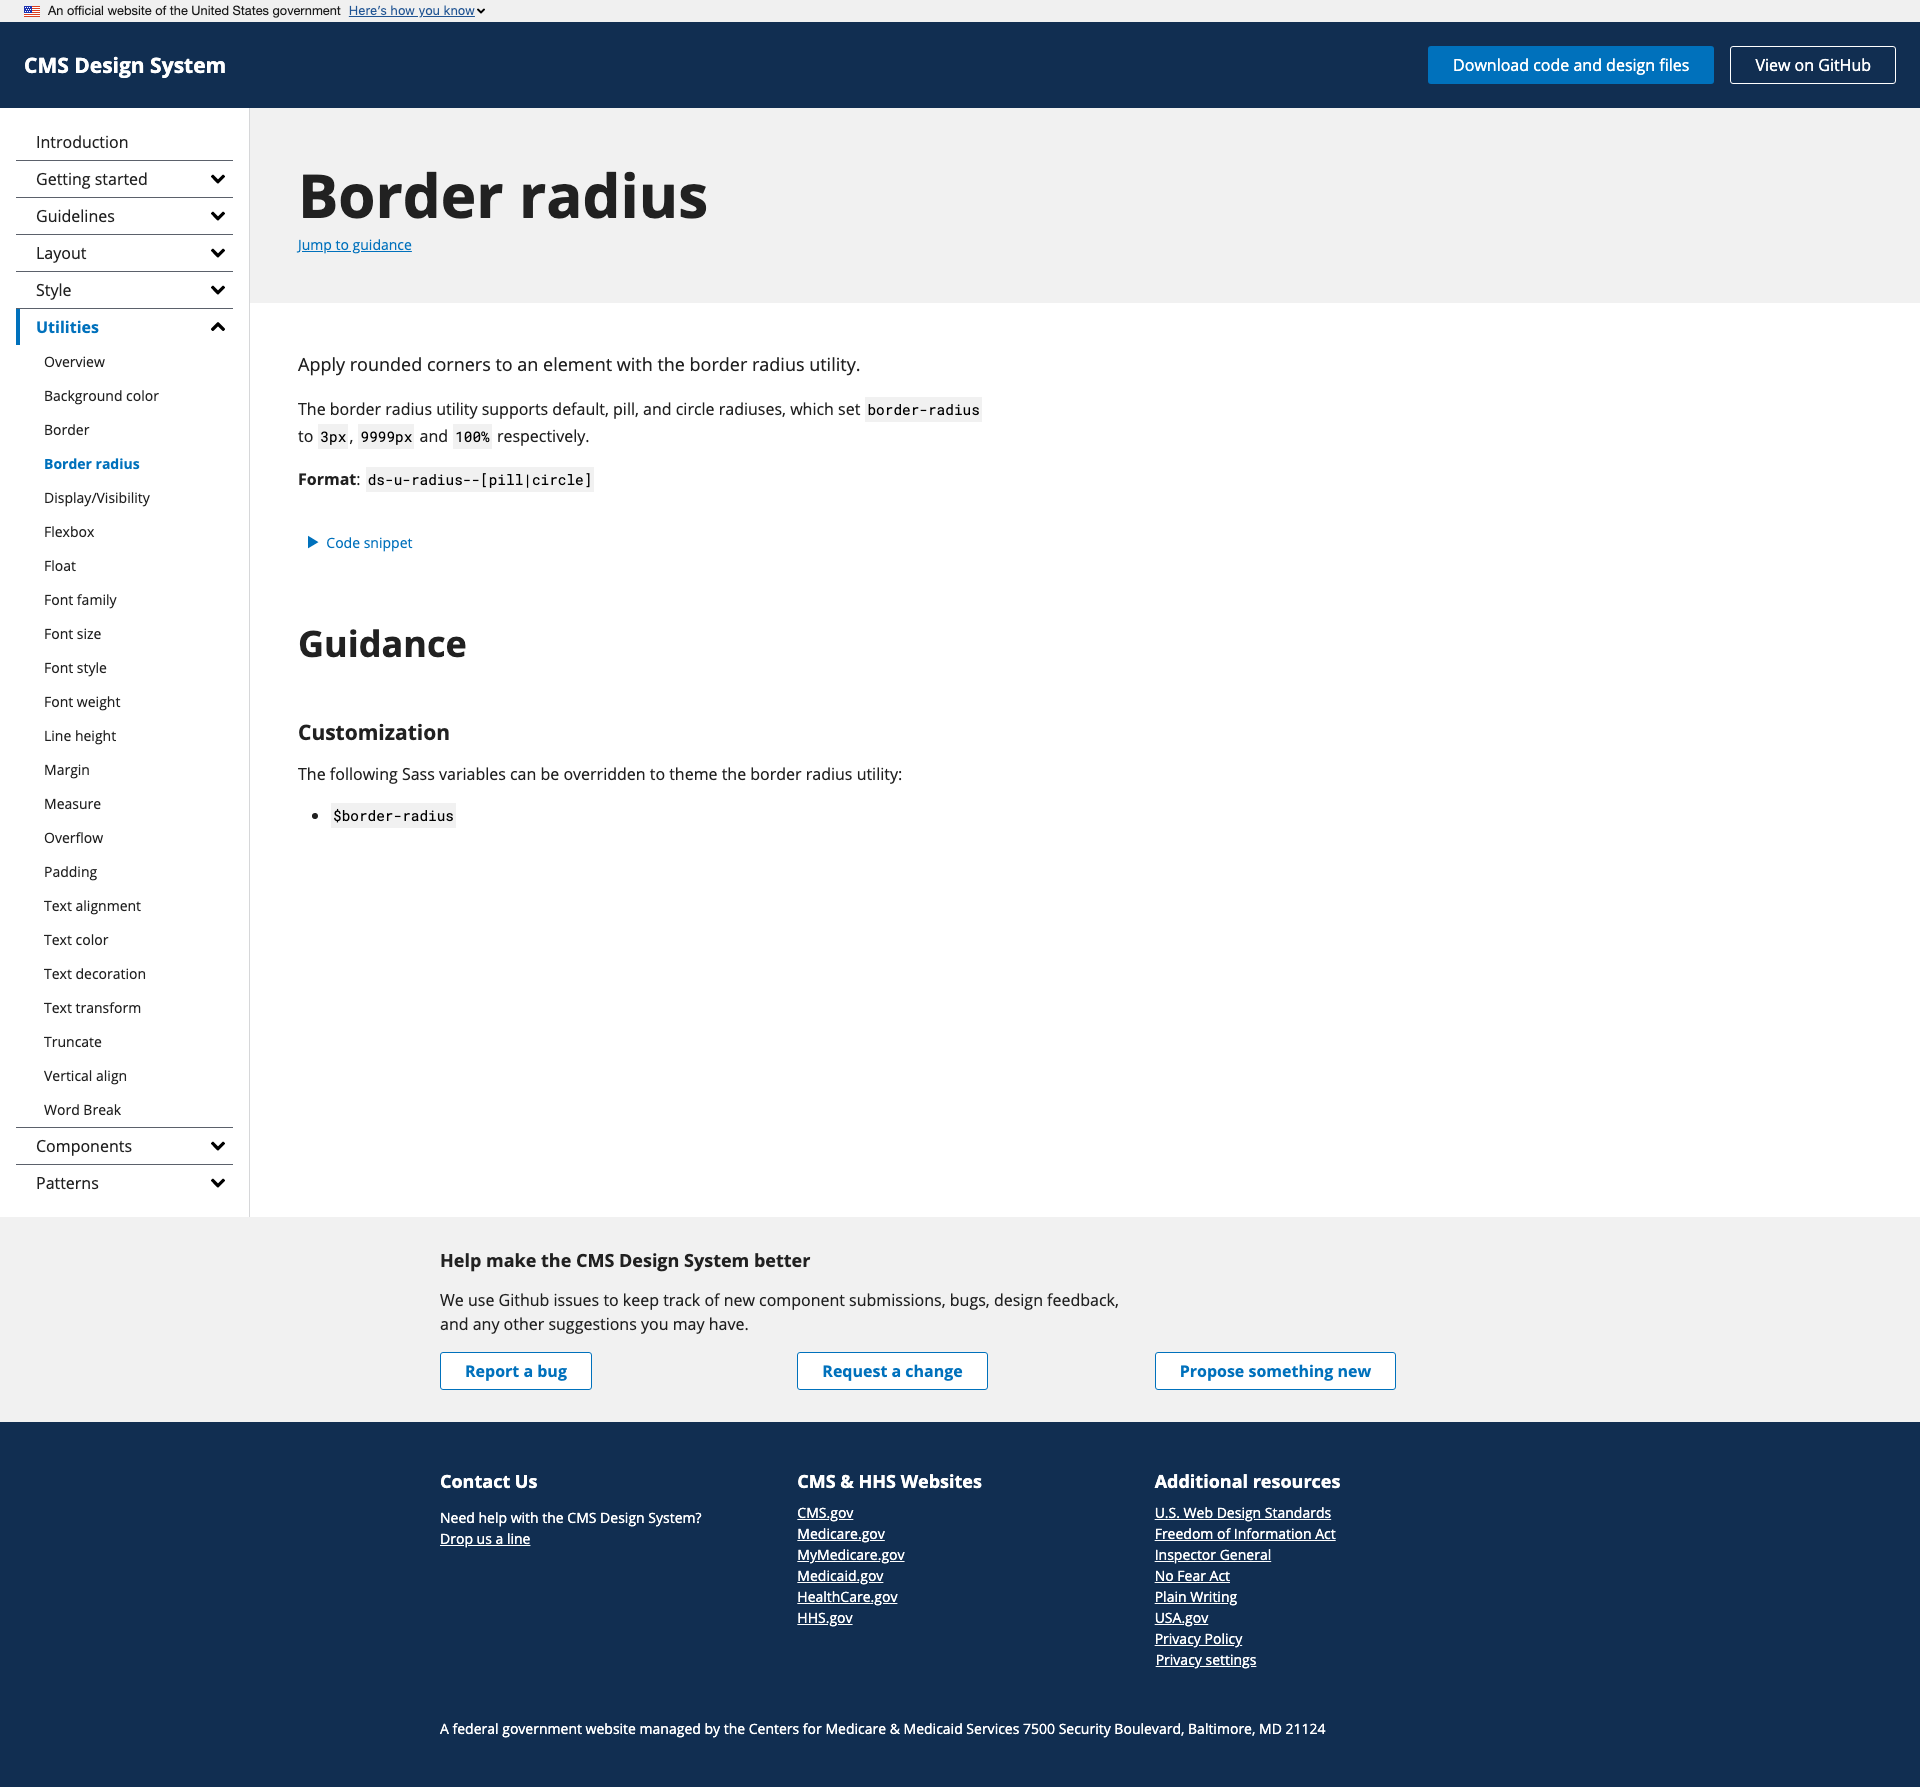 An official website of the United States government Here's how you know
CMS Design System
Download code and design files
View on GitHub
Introduction
Getting started
Guidelines
Layout
Style
Utilities
Overview
Background color
Border
Border radius
Display/Visibility
Flexbox
Float
Font family
Font size
Font style
Font weight
Line height
Margin
Measure
Overflow
Padding
Text alignment
Text color
Text decoration
Text transform
Truncate
Vertical align
Word Break
Components
Patterns
Border radius
Jump to guidance
Apply rounded corners to an element with the border radius utility.
The border radius utility supports default, pill, and circle radiuses, which set border-radius
to 3px, 9999px and 100% respectively.
Format: ds-u-radius--[pill|circle]
Code snippet
Guidance
Customization
The following Sass variables can be overridden to theme the border radius utility:
$border-radius
Help make the CMS Design System better
We use Github issues to keep track of new component submissions, bugs, design feedback,
and any other suggestions you may have.
Report a bug
Request a change
Propose something new
Contact Us
Need help with the CMS Design System?
Drop us a line
CMS & HHS Websites
CMS.gov
Medicare.gov
MyMedicare.gov
Medicaid.gov
HealthCare.gov
HHS.gov
Additional resources
U.S. Web Design Standards
Freedom of Information Act
Inspector General
No Fear Act
Plain Writing
USA.gov
Privacy Policy
Privacy settings
A federal government website managed by the Centers for Medicare & Medicaid Services 7500 Security Boulevard, Baltimore, MD 21124